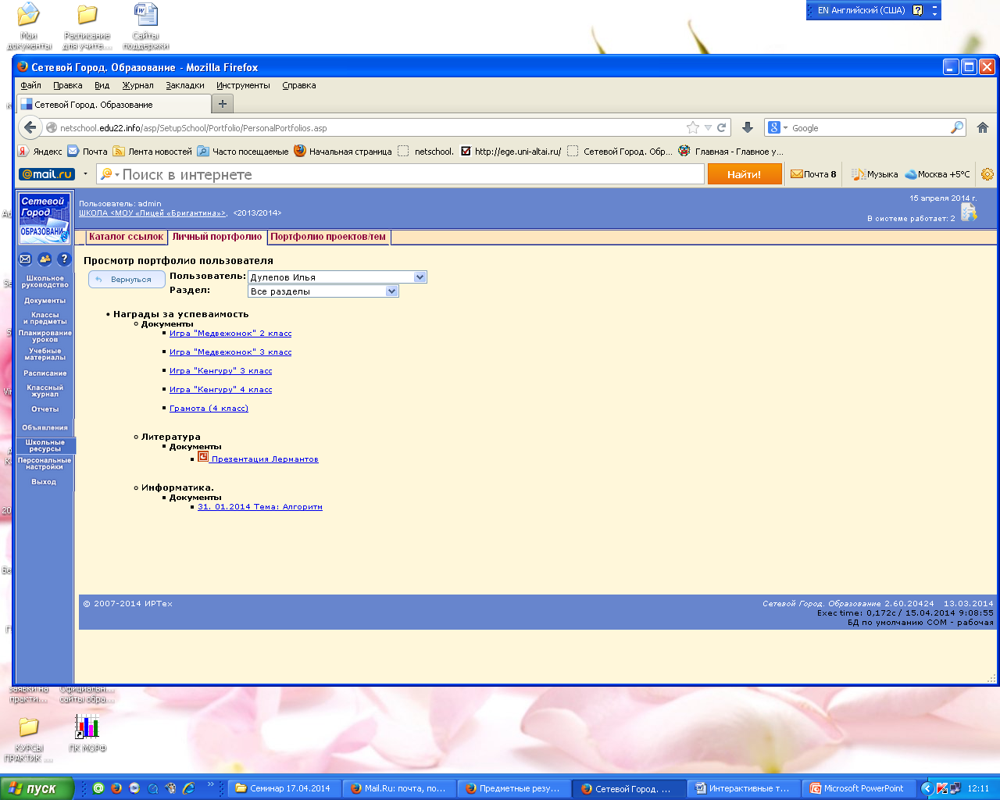 EN Английский (США)
Мои документы
Расписание для учите...
Сайты поддержки
Сетевой Город. Образование - Mozilla Firefox
Файл Правка Вид Журнал Закладки Инструменты Справка
Сетевой Город. Образование
netschool.edu22.info/asp/SetupSchool/Portfolio/PersonalPortfolios.asp
Google
Яндекс Почта Лента новостей Часто посещаемые Начальная страница netschool. http://ege.uni-altai.ru/ Сетевой Город. Обр... Главная - Главное у...
@mail.ru Поиск в интернете Найти! Почта 8 Музыка Москва +5°C
Сетевой Город ОБРАЗОВАНИЕ
Пользователь: admin
ШКОЛА <МОУ «Лицей «Бригантина»>, <2013/2014>
15 апреля 2014 г.
В системе работает: 2
Каталог ссылок Личный портфолио Портфолио проектов/тем
Школьное руководство
Документы
Классы и предметы
Планирование уроков
Учебные материалы
Расписание
Классный журнал
Отчеты
Объявления
Школьные ресурсы
Персональные настройки
Выход
Просмотр портфолио пользователя
Вернуться
Пользователь: Дулепов Илья
Раздел: Все разделы
Награды за успеваимость
Документы
Игра "Медвежонок" 2 класс
Игра "Медвежонок" 3 класс
Игра "Кенгуру" 3 класс
Игра "Кенгуру" 4 класс
Грамота (4 класс)
Литература
Документы
Презентация Лермантов
Информатика.
Документы
31. 01.2014 Тема: Алгоритм
© 2007-2014 ИРТех
Сетевой Город. Образование 2.60.20424 13.03.2014
Exec time: 0,172с / 15.04.2014 9:08:55
БД по умолчанию COM - рабочая
заявки на практи...
Официальн... сайты обра...
КУРСЫ ПРАКТИК ...
ПК МОРФ
пуск
Семинар 17.04.2014
Mail.Ru: почта, по...
Предметные резу...
Сетевой Город. ...
Интерактивные т...
Microsoft PowerPoint
12:11